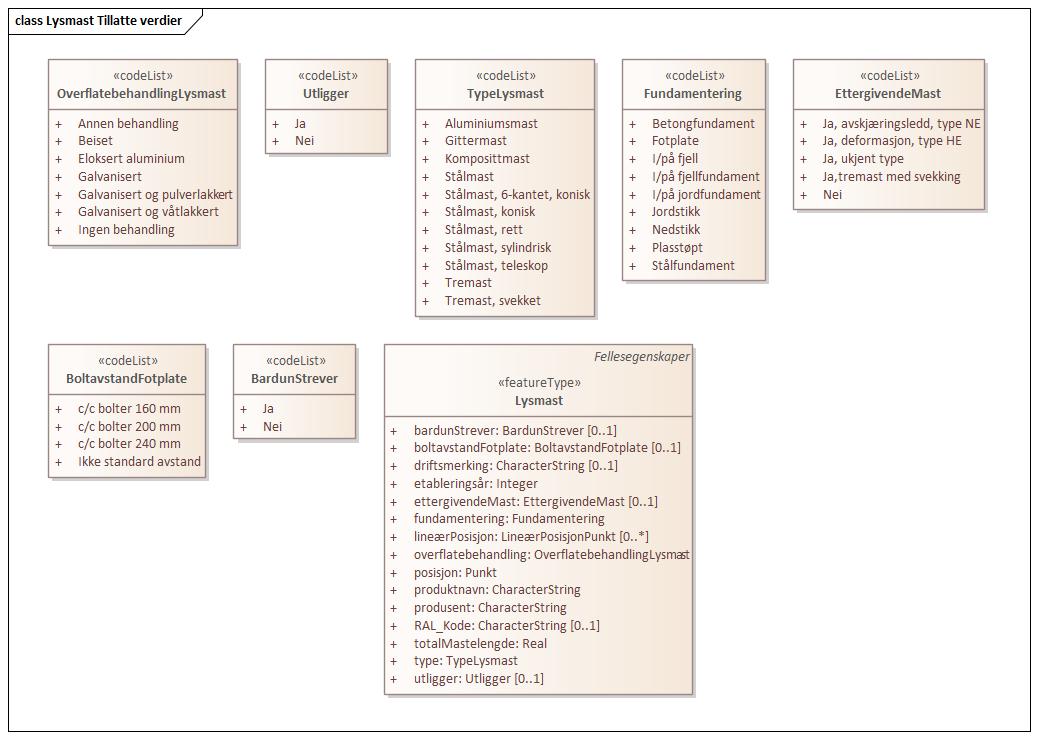 class Lysmast Tillatte verdier
«codeList»
OverflatebehandlingLysmast
+ Annen behandling
+ Beiset
+ Eloksert aluminium
+ Galvanisert
+ Galvanisert og pulverlakkert
+ Galvanisert og våtlakkert
+ Ingen behandling
«codeList»
Utligger
+ Ja
+ Nei
«codeList»
TypeLysmast
+ Aluminiumsmast
+ Gittermast
+ Komposittmast
+ Stålmast
+ Stålmast, 6-kantet, konisk
+ Stålmast, konisk
+ Stålmast, rett
+ Stålmast, sylindrisk
+ Stålmast, teleskop
+ Tremast
+ Tremast, svekket
«codeList»
Fundamentering
+ Betongfundament
+ Fotplate
+ I/på fjell
+ I/på fjellfundament
+ I/på jordfundament
+ Jordstikk
+ Nedstikk
+ Plasstøpt
+ Stålfundament
«codeList»
EttergivendeMast
+ Ja, avskjæringsledd, type NE
+ Ja, deformasjon, type HE
+ Ja, ukjent type
+ Ja,tremast med svekking
+ Nei
«codeList»
BoltavstandFotplate
+ c/c bolter 160 mm
+ c/c bolter 200 mm
+ c/c bolter 240 mm
+ Ikke standard avstand
«codeList»
BardunStrever
+ Ja
+ Nei
Fellesegenskaper
«featureType»
Lysmast
+ bardunStrever: BardunStrever [0..1]
+ boltavstandFotplate: BoltavstandFotplate [0..1]
+ driftsmerking: CharacterString [0..1]
+ etableringsår: Integer
+ ettergivendeMast: EttergivendeMast [0..1]
+ fundamentering: Fundamentering
+ lineærPosisjon: LineærPosisjonPunkt [0..*]
+ overflatebehandling: OverflatebehandlingLysmast
+ posisjon: Punkt
+ produktnavn: CharacterString
+ produsent: CharacterString
+ RAL_Kode: CharacterString [0..1]
+ totalMastelengde: Real
+ type: TypeLysmast
+ utligger: Utligger [0..1]